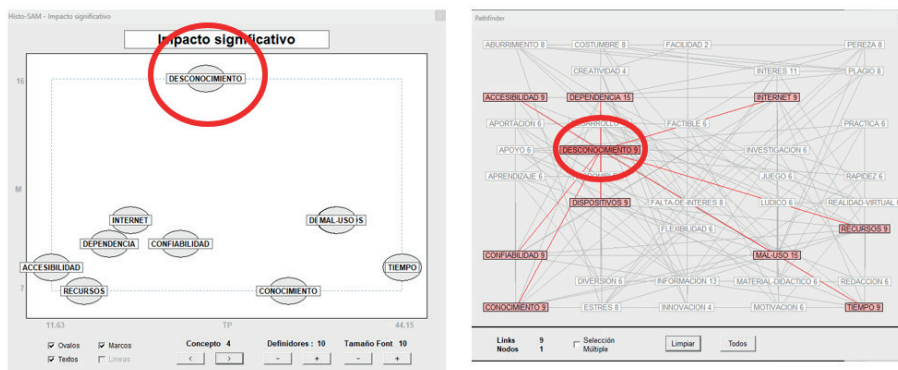 Histo-SAM - Impacto significativo
Impacto significativo
16
DESCONOCIMIENTO
M
INTERNET
MAL-USO
DEPENDENCIA
CONFIABILIDAD
ACCESIBILIDAD
TIEMPO
RECURSOS
CONOCIMIENTO
7
11.63 TP 44.15
Ovalos Marcos Concepto 4 Definidores : 10 Tamaño Font 10
Textos Lineas < > - + - +
Pathfinder
ABURRIMIENTO 8 COSTUMBRE 8 FACILIDAD 2 PEREZA 8
CREATIVIDAD 4 INTERES 11 PLAGIO 8
ACCESIBILIDAD 9 DEPENDENCIA 15 INTERNET 9
APORTACION 6 FACTIBLE 6 PRACTICA 6
APOYO 6 DESCONOCIMIENTO 9 INVESTIGACION 6
APRENDIZAJE 6 JUEGO 6 RAPIDEZ 6
DISPOSITIVOS 9 FALTA-DE-INTERES 8 LUDICO 6 REALIDAD-VIRTUAL
FLEXIBILIDAD 6 RECURSOS 9
CONFIABILIDAD 9 MAL-USO 15
DIVERSION 6 INFORMACION 13 MATERIAL-DIDACTICO 6 REDACCION 6
CONOCIMIENTO 9 ESTRES 8 INNOVACION 4 MOTIVACION 6 TIEMPO 9
Links 9 Selección
Nodos 1 Múltiple Limpiar Todos